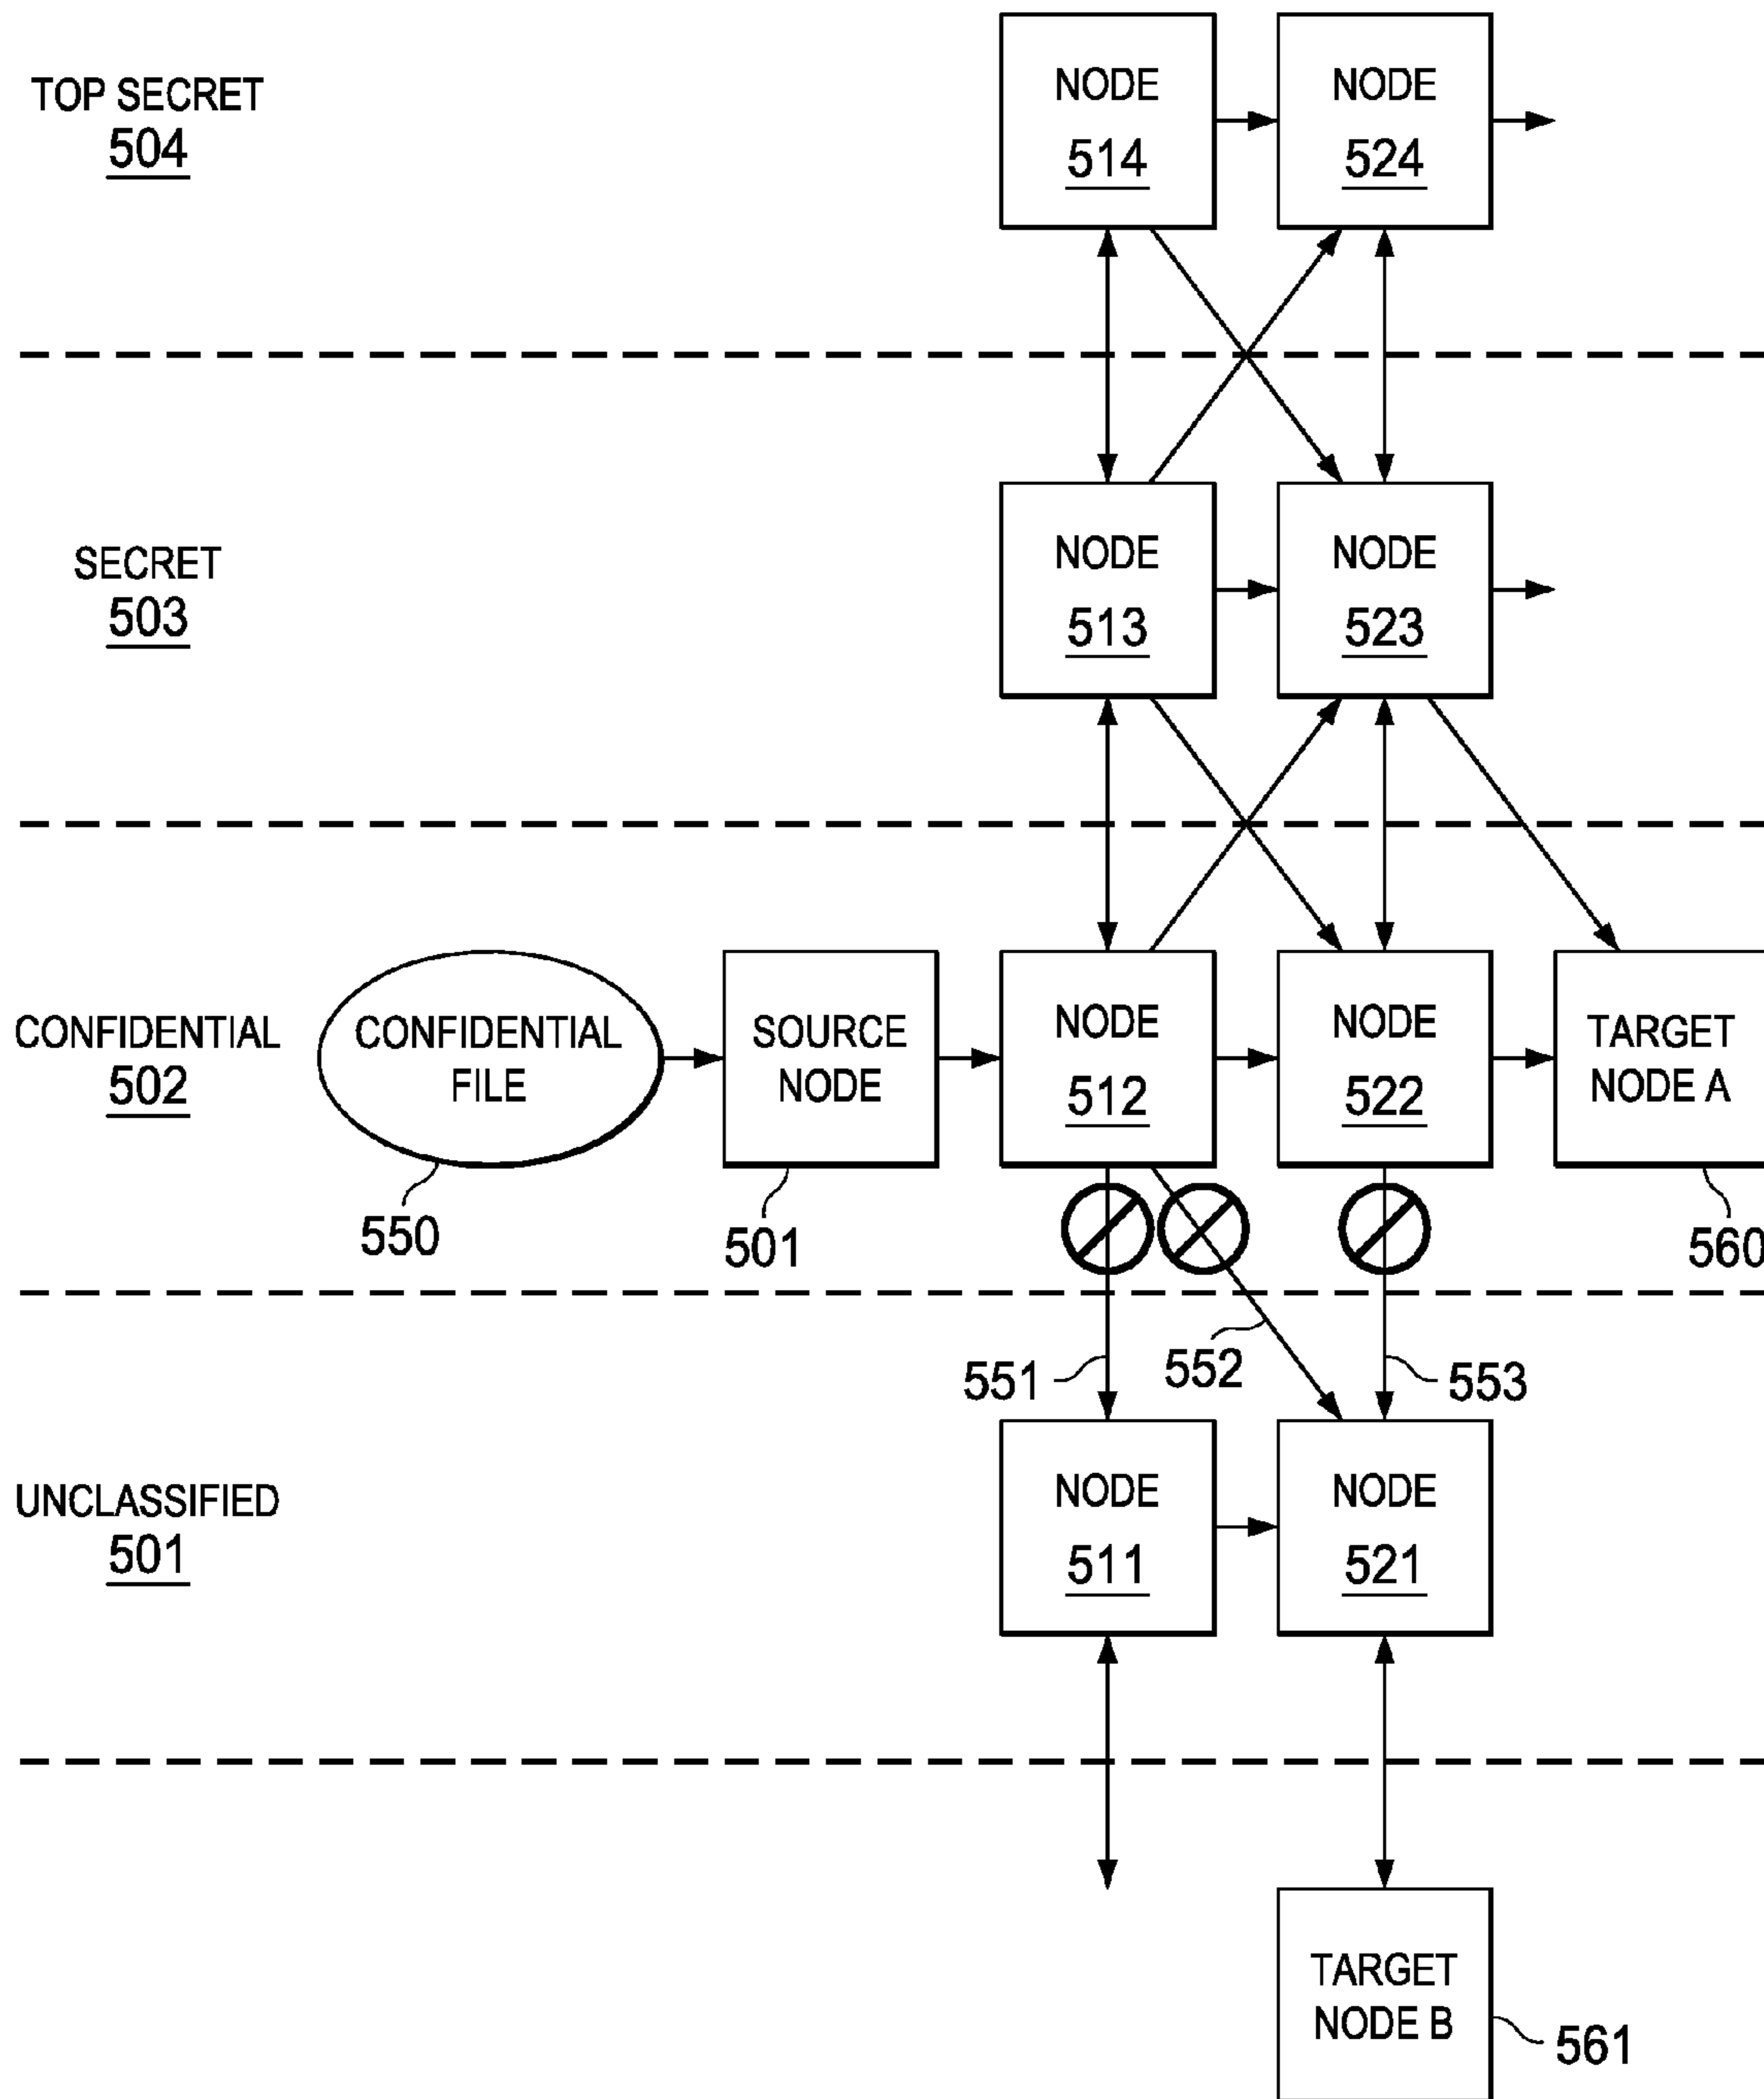 TOP SECRET
504
NODE
514
NODE
524
SECRET
503
NODE
513
NODE
523
CONFIDENTIAL
502
CONFIDENTIAL
FILE
550
SOURCE
NODE
501
NODE
512
NODE
522
TARGET
NODE A
560
551
552
553
UNCLASSIFIED
501
NODE
511
NODE
521
TARGET
NODE B
561